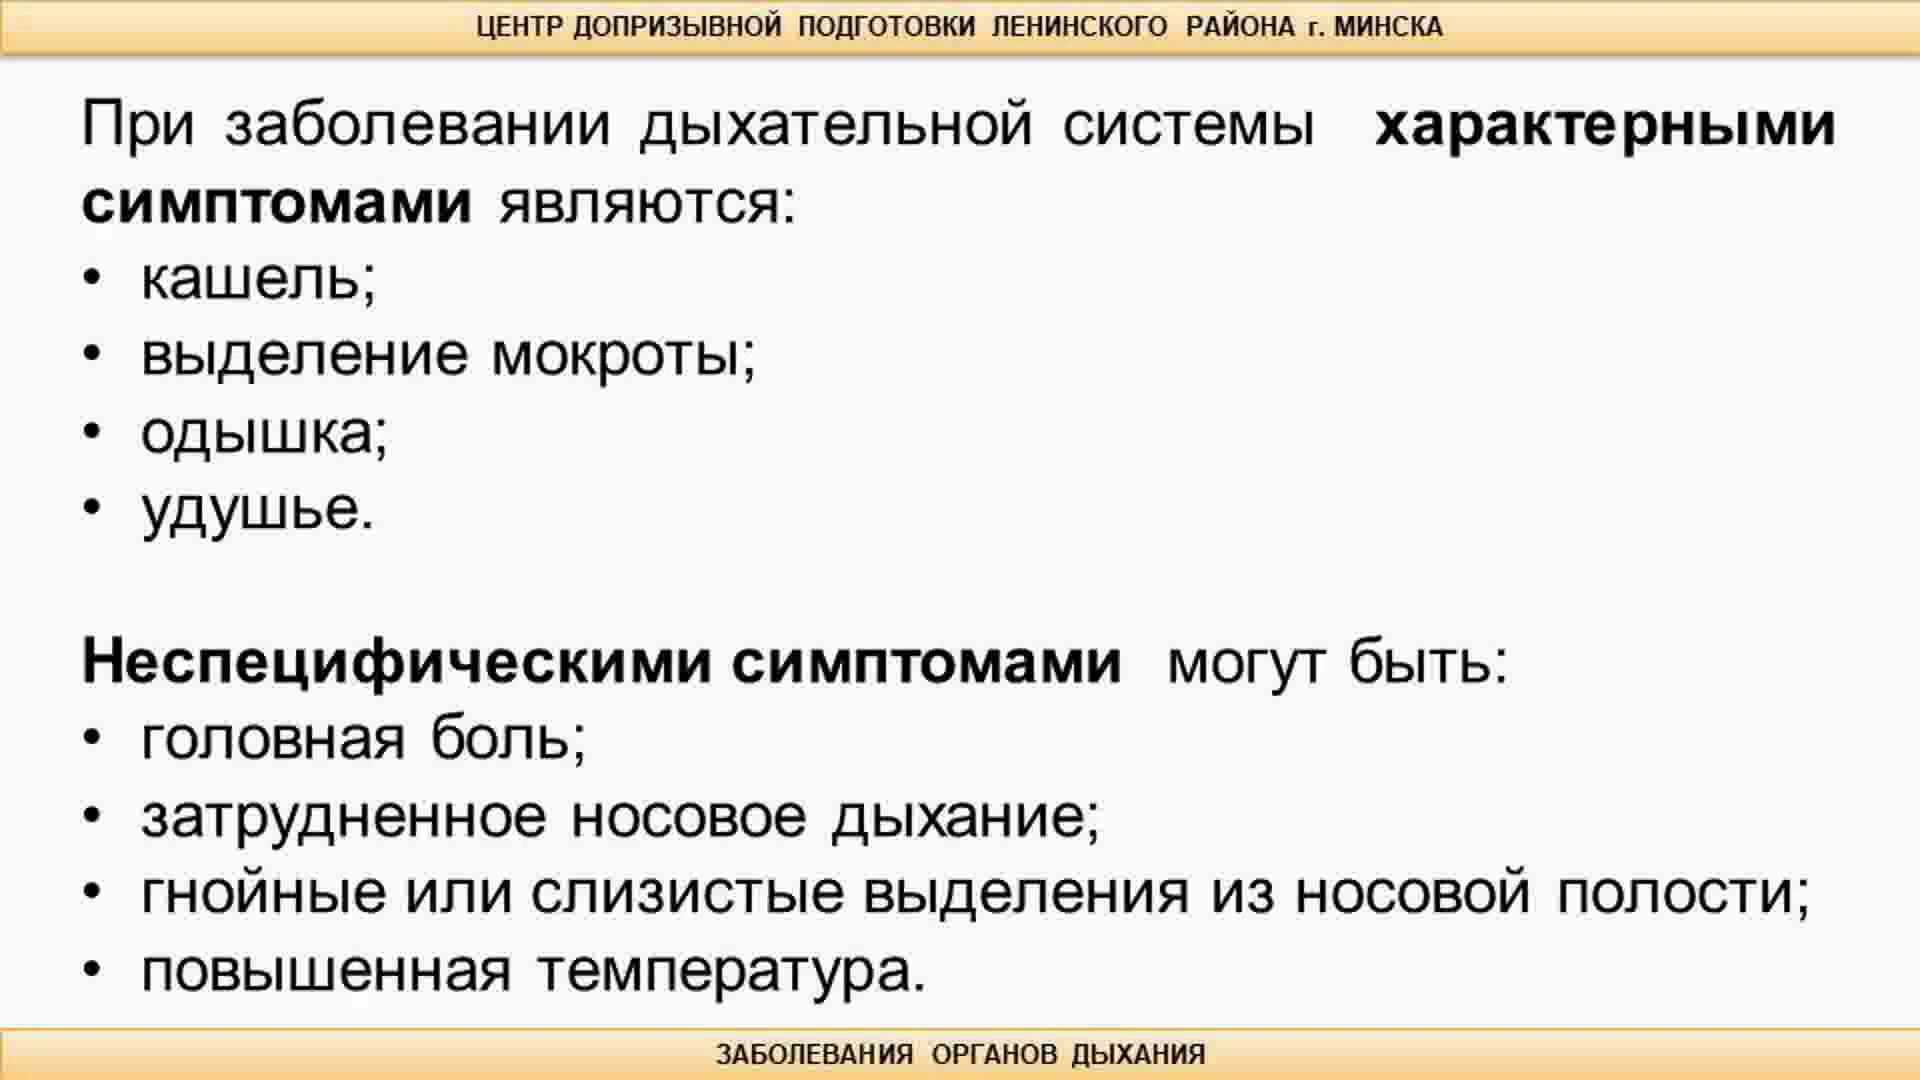 ЦЕНТР ДОПРИЗЫВНОЙ ПОДГОТОВКИ ЛЕНИНСКОГО РАЙОНА г. МИНСКА
При заболевании дыхательной системы характерными
симптомами являются:
• кашель;
• выделение мокроты;
• одышка;
• удушье.
Неспецифическими симптомами могут быть:
• головная боль;
• затрудненное носовое дыхание;
• гнойные или слизистые выделения из носовой полости;
• повышенная температура.
ЗАБОЛЕВАНИЯ ОРГАНОВ ДЫХАНИЯ